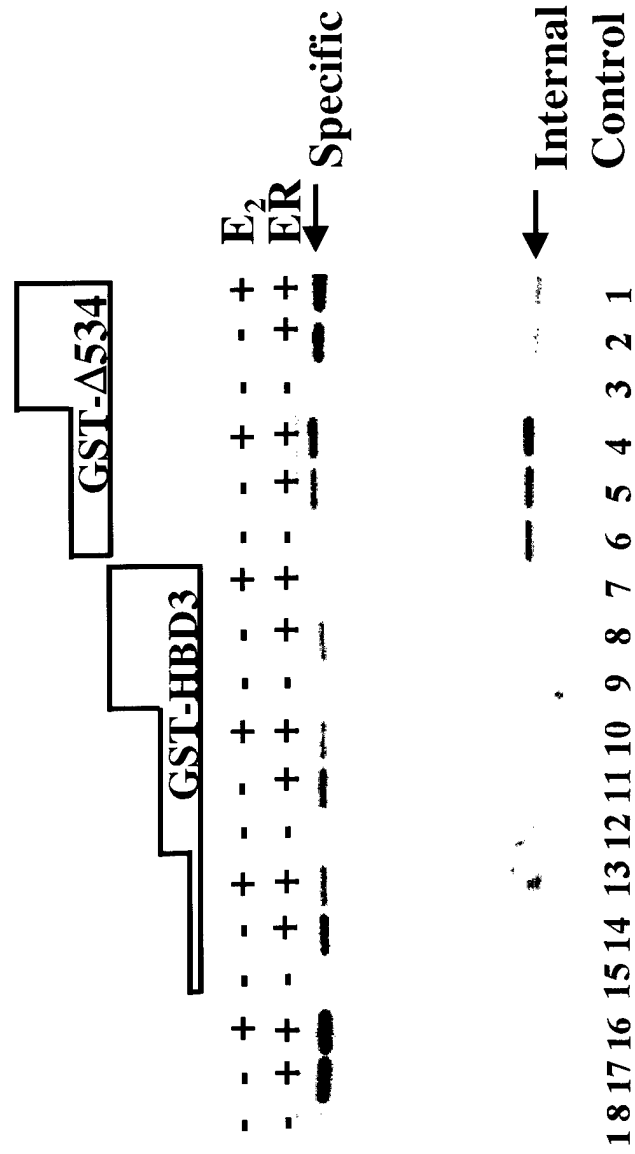 GST-Δ534
GST-HBD3
- - + - - + - - + - - + - - + - - + E₂
- + + - + + - + + - + + - + + - + + ER
Specific
Internal
Control
18 17 16 15 14 13 12 11 10 9 8 7 6 5 4 3 2 1